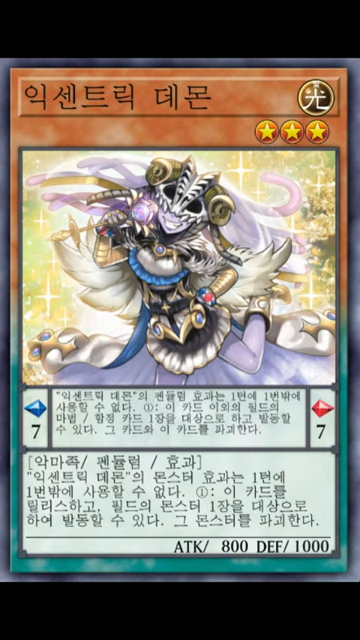 익센트릭 데몬
光
"익센트릭 데몬"의 펜듈럼 효과는 1턴에 1번밖에
사용할 수 없다. ①: 이 카드 이외의 필드의
마법 / 함정 카드 1장을 대상으로 하고 발동할
수 있다. 그 카드와 이 카드를 파괴한다.
7
7
[악마족/ 펜듈럼 / 효과]
"익센트릭 데몬"의 몬스터 효과는 1턴에
1번밖에 사용할 수 없다. ①: 이 카드를
릴리스하고, 필드의 몬스터 1장을 대상으로
하여 발동할 수 있다. 그 몬스터를 파괴한다.
ATK/ 800 DEF/ 1000